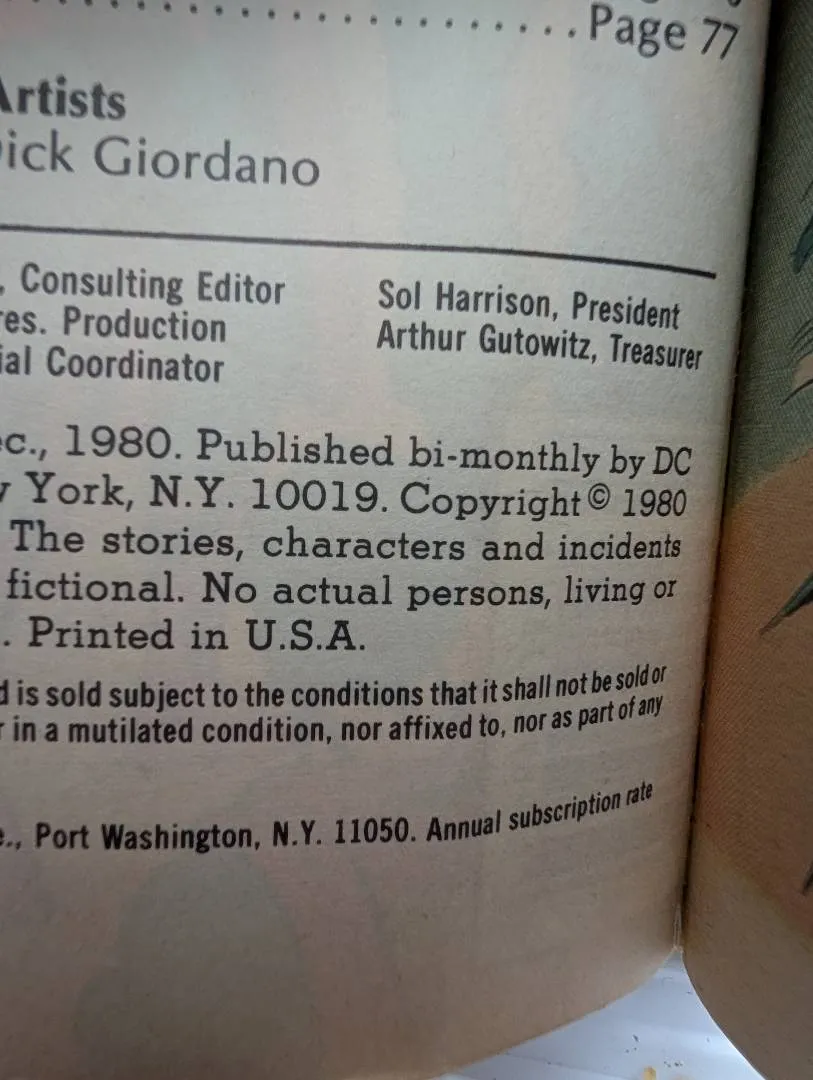 . . . . . . . . . . . . . . . . . . . . Page 77
Artists
Dick Giordano
, Consulting Editor
Sol Harrison, President
res. Production
Arthur Gutowitz, Treasurer
ial Coordinator
ec., 1980. Published bi-monthly by DC
York, N.Y. 10019. Copyright © 1980
The stories, characters and incidents
fictional. No actual persons, living or
. Printed in U.S.A.
d is sold subject to the conditions that it shall not be sold or
r in a mutilated condition, nor affixed to, nor as part of any
e., Port Washington, N.Y. 11050. Annual subscription rate